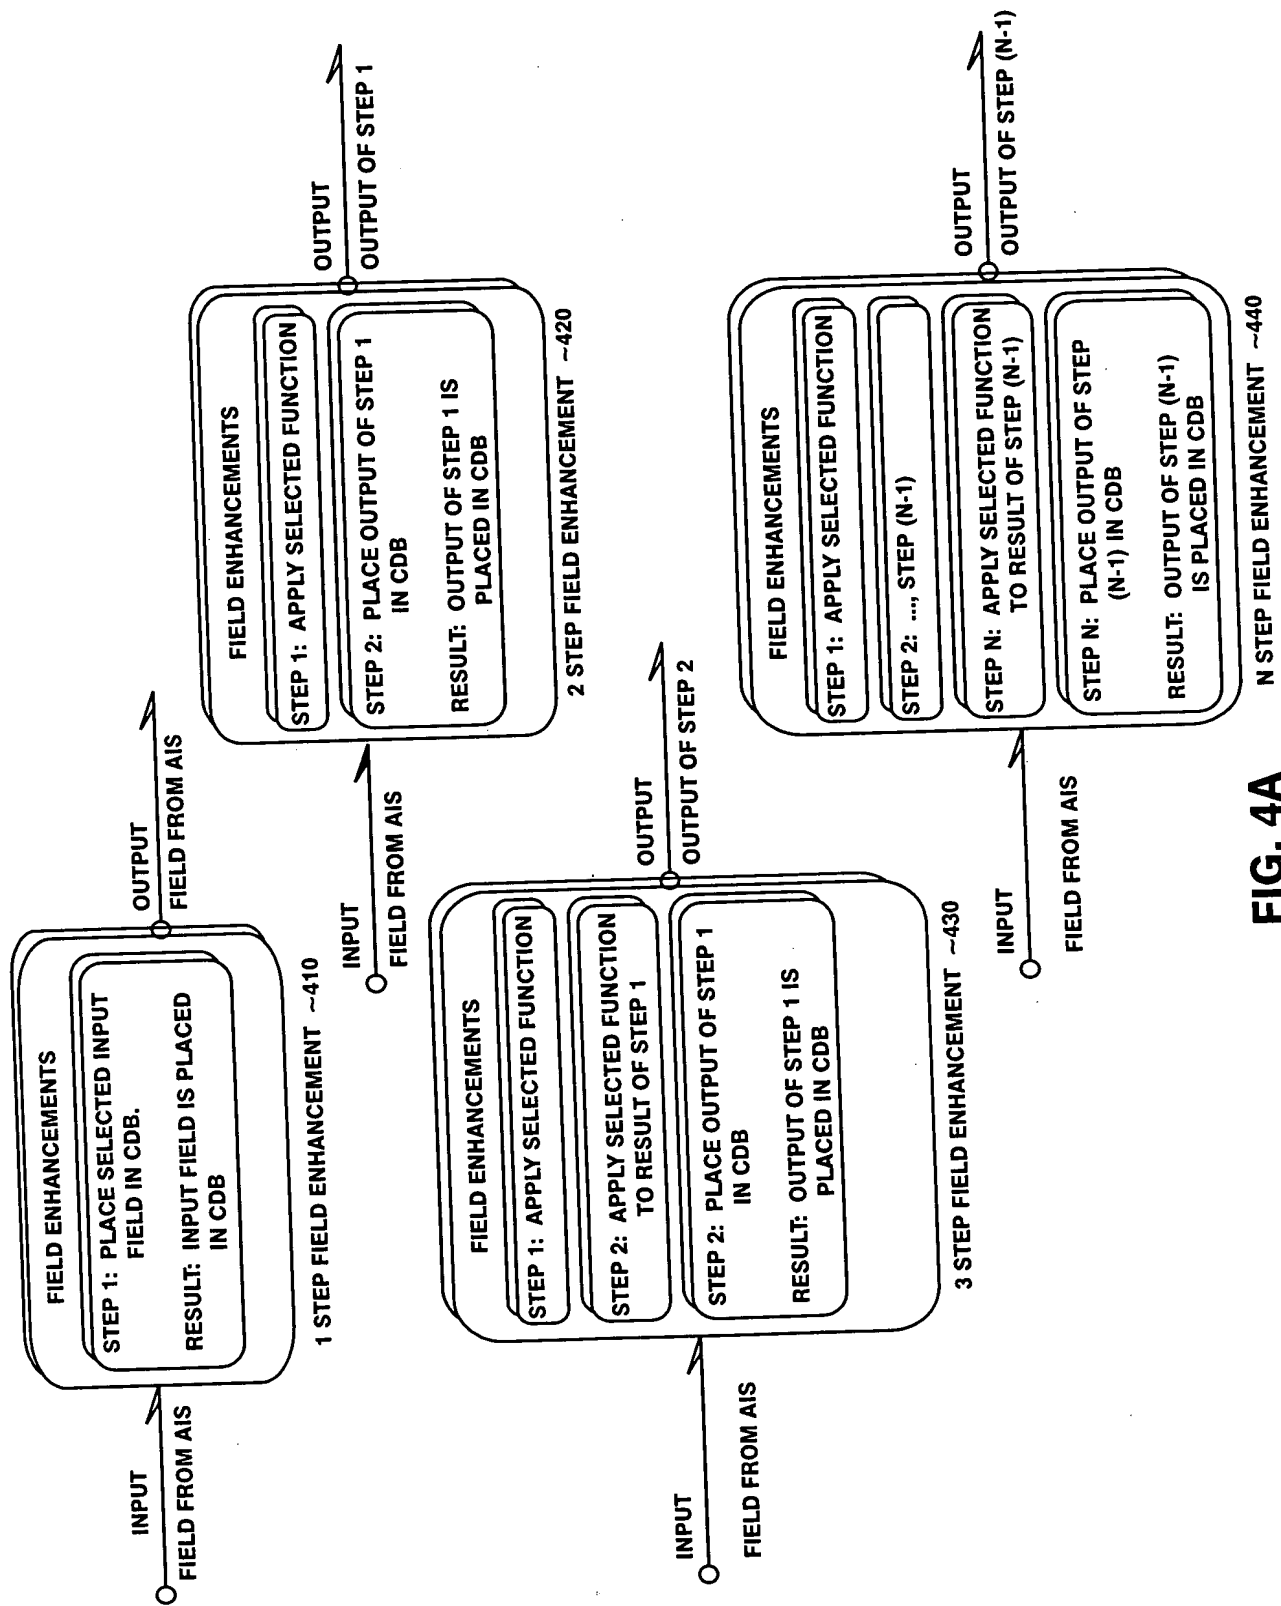 INPUT
FIELD FROM AIS
FIELD ENHANCEMENTS
STEP 1: PLACE SELECTED INPUT
FIELD IN CDB.
RESULT: INPUT FIELD IS PLACED
IN CDB
OUTPUT
FIELD FROM AIS
1 STEP FIELD ENHANCEMENT ~410
INPUT
FIELD FROM AIS
FIELD ENHANCEMENTS
STEP 1: APPLY SELECTED FUNCTION
STEP 2: PLACE OUTPUT OF STEP 1
IN CDB
RESULT: OUTPUT OF STEP 1 IS
PLACED IN CDB
OUTPUT
OUTPUT OF STEP 1
2 STEP FIELD ENHANCEMENT ~420
INPUT
FIELD FROM AIS
FIELD ENHANCEMENTS
STEP 1: APPLY SELECTED FUNCTION
STEP 2: APPLY SELECTED FUNCTION
TO RESULT OF STEP 1
STEP 2: PLACE OUTPUT OF STEP 1
IN CDB
RESULT: OUTPUT OF STEP 1 IS
PLACED IN CDB
OUTPUT
OUTPUT OF STEP 2
3 STEP FIELD ENHANCEMENT ~430
INPUT
FIELD FROM AIS
FIELD ENHANCEMENTS
STEP 1: APPLY SELECTED FUNCTION
STEP 2: ..., STEP (N-1)
STEP N: APPLY SELECTED FUNCTION
TO RESULT OF STEP (N-1)
STEP N: PLACE OUTPUT OF STEP
(N-1) IN CDB
RESULT: OUTPUT OF STEP (N-1)
IS PLACED IN CDB
OUTPUT
OUTPUT OF STEP (N-1)
N STEP FIELD ENHANCEMENT ~440
FIG. 4A